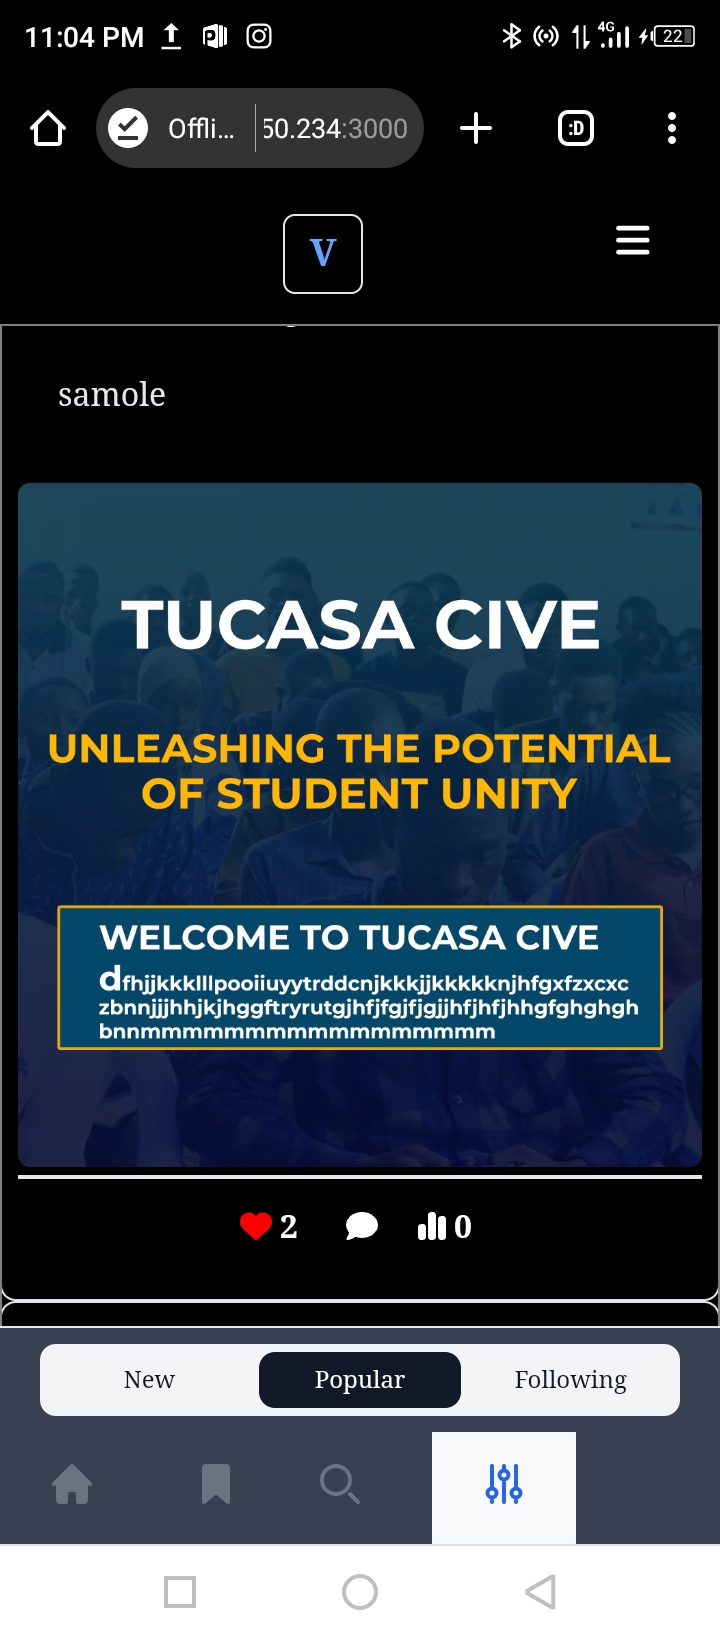 11:04 PM
4G
22
Offli... 50.234:3000
:D
V
samole
TUCASA CIVE
UNLEASHING THE POTENTIAL
OF STUDENT UNITY
WELCOME TO TUCASA CIVE
dfhjjkkklllpooiiuyytrddcnjkkkjjkkkkknjhfgxfzxcxc
zbnnjjjhhjkjhggftryrutgjhfjfgjfjgjjhfjhfjhhgfghghgh
bnnmmmmmmmmmmmmmmmmm
2 0
New Popular Following